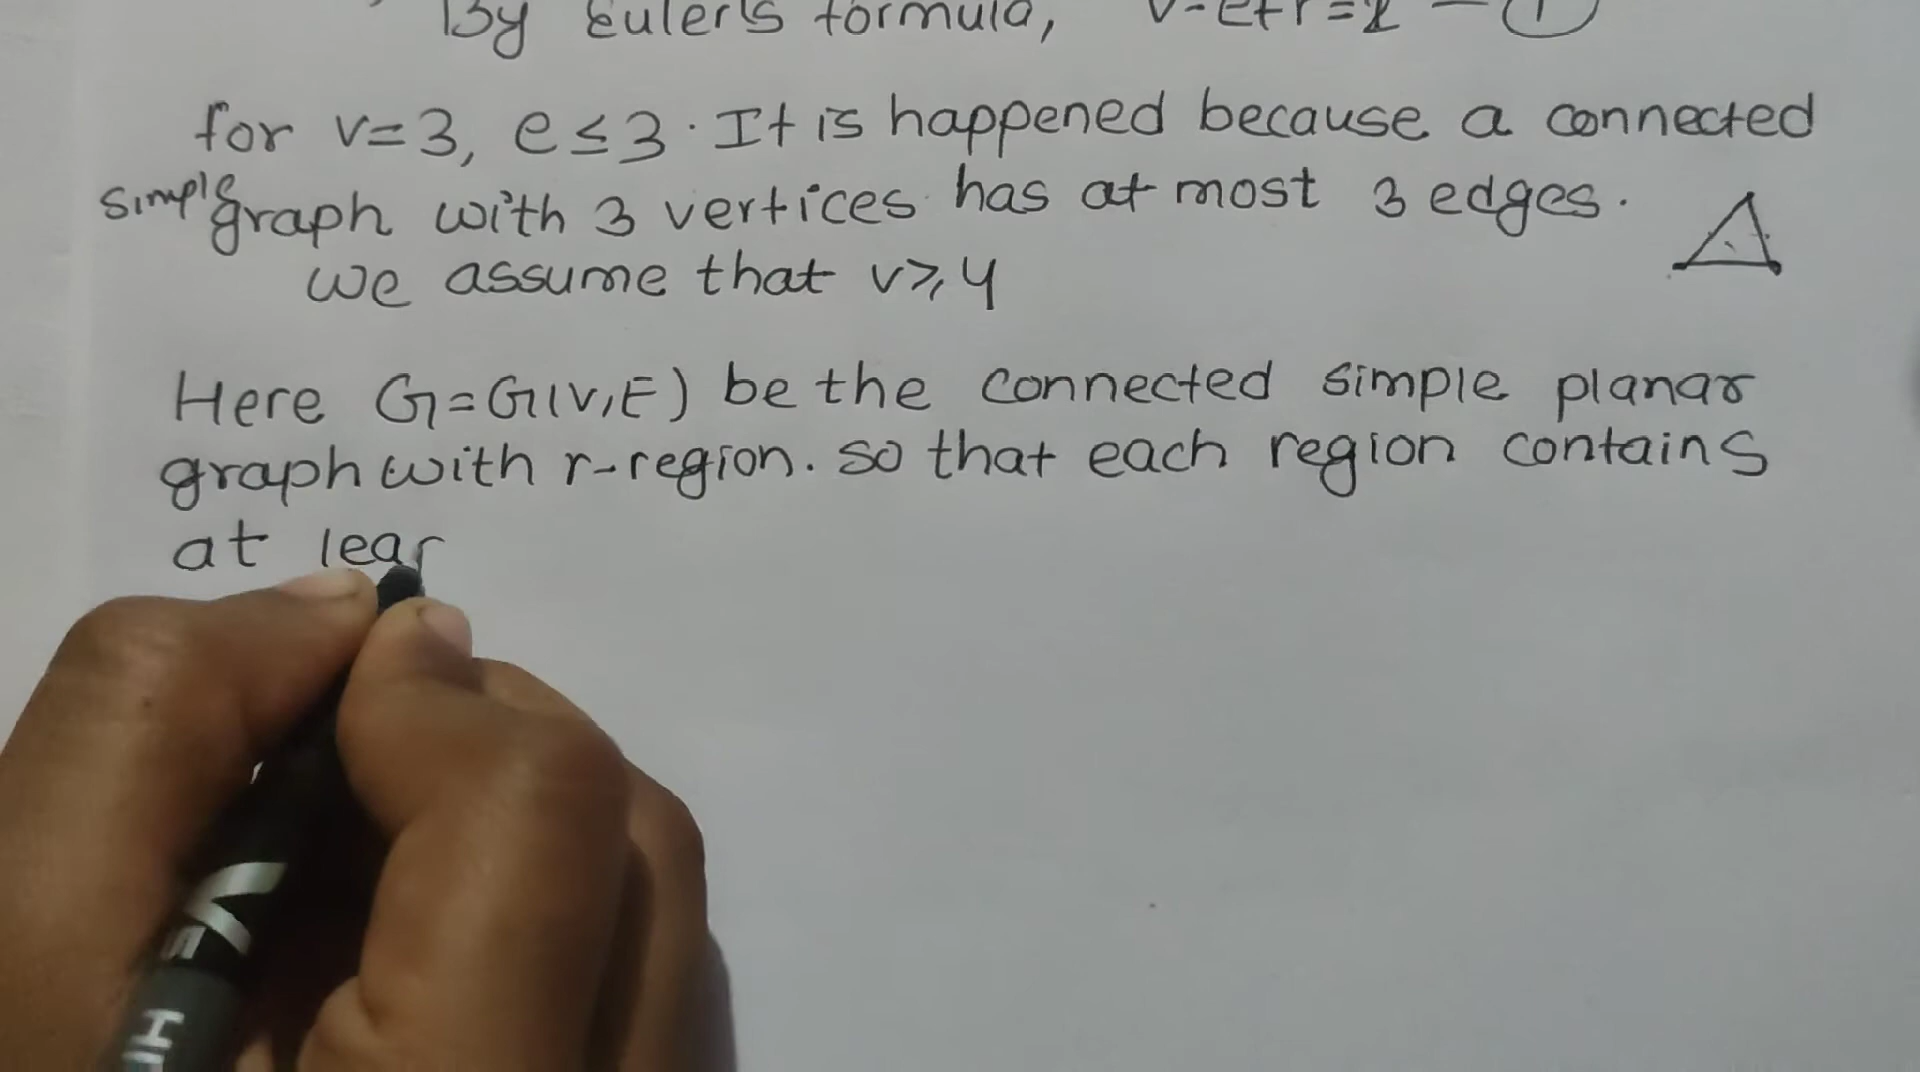 By Euler's formula, v-e+r=2 - ①
for v=3, e≤3. It is happened because a connected
simple graph with 3 vertices has at most 3 edges.
we assume that v≥4
Here G=G(V,E) be the connected simple planar
graph with r-region. so that each region contains
at lear
V5